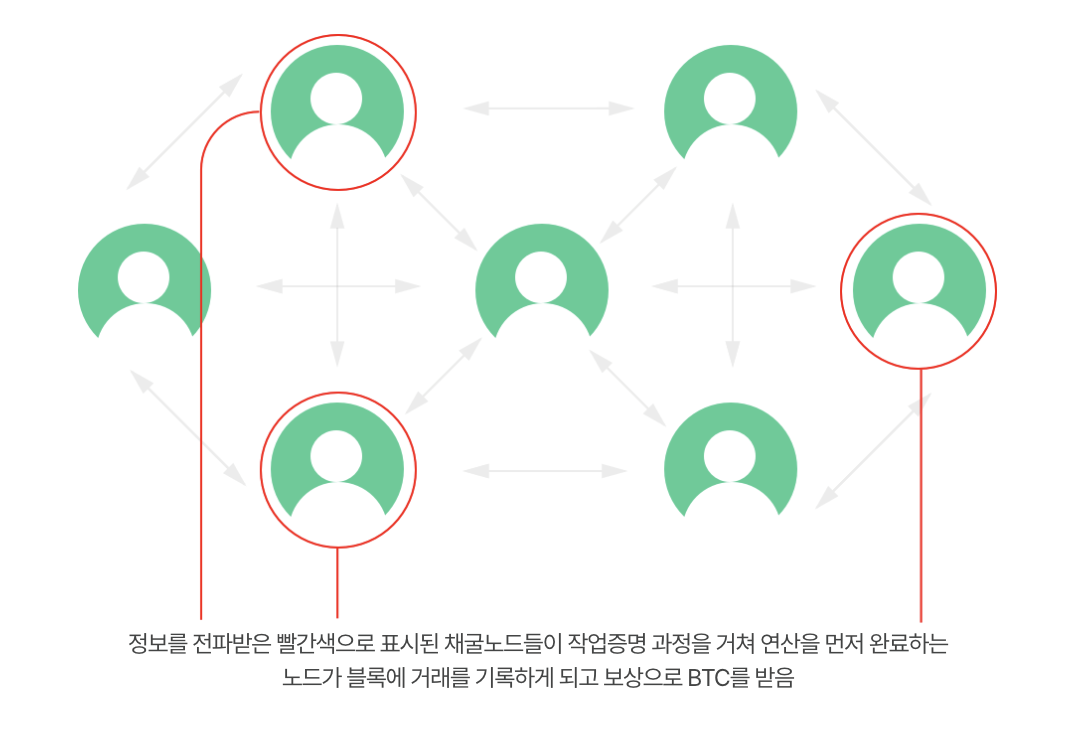 정보를 전파받은 빨간색으로 표시된 채굴노드들이 작업증명 과정을 거쳐 연산을 먼저 완료하는
노드가 블록에 거래를 기록하게 되고 보상으로 BTC를 받음